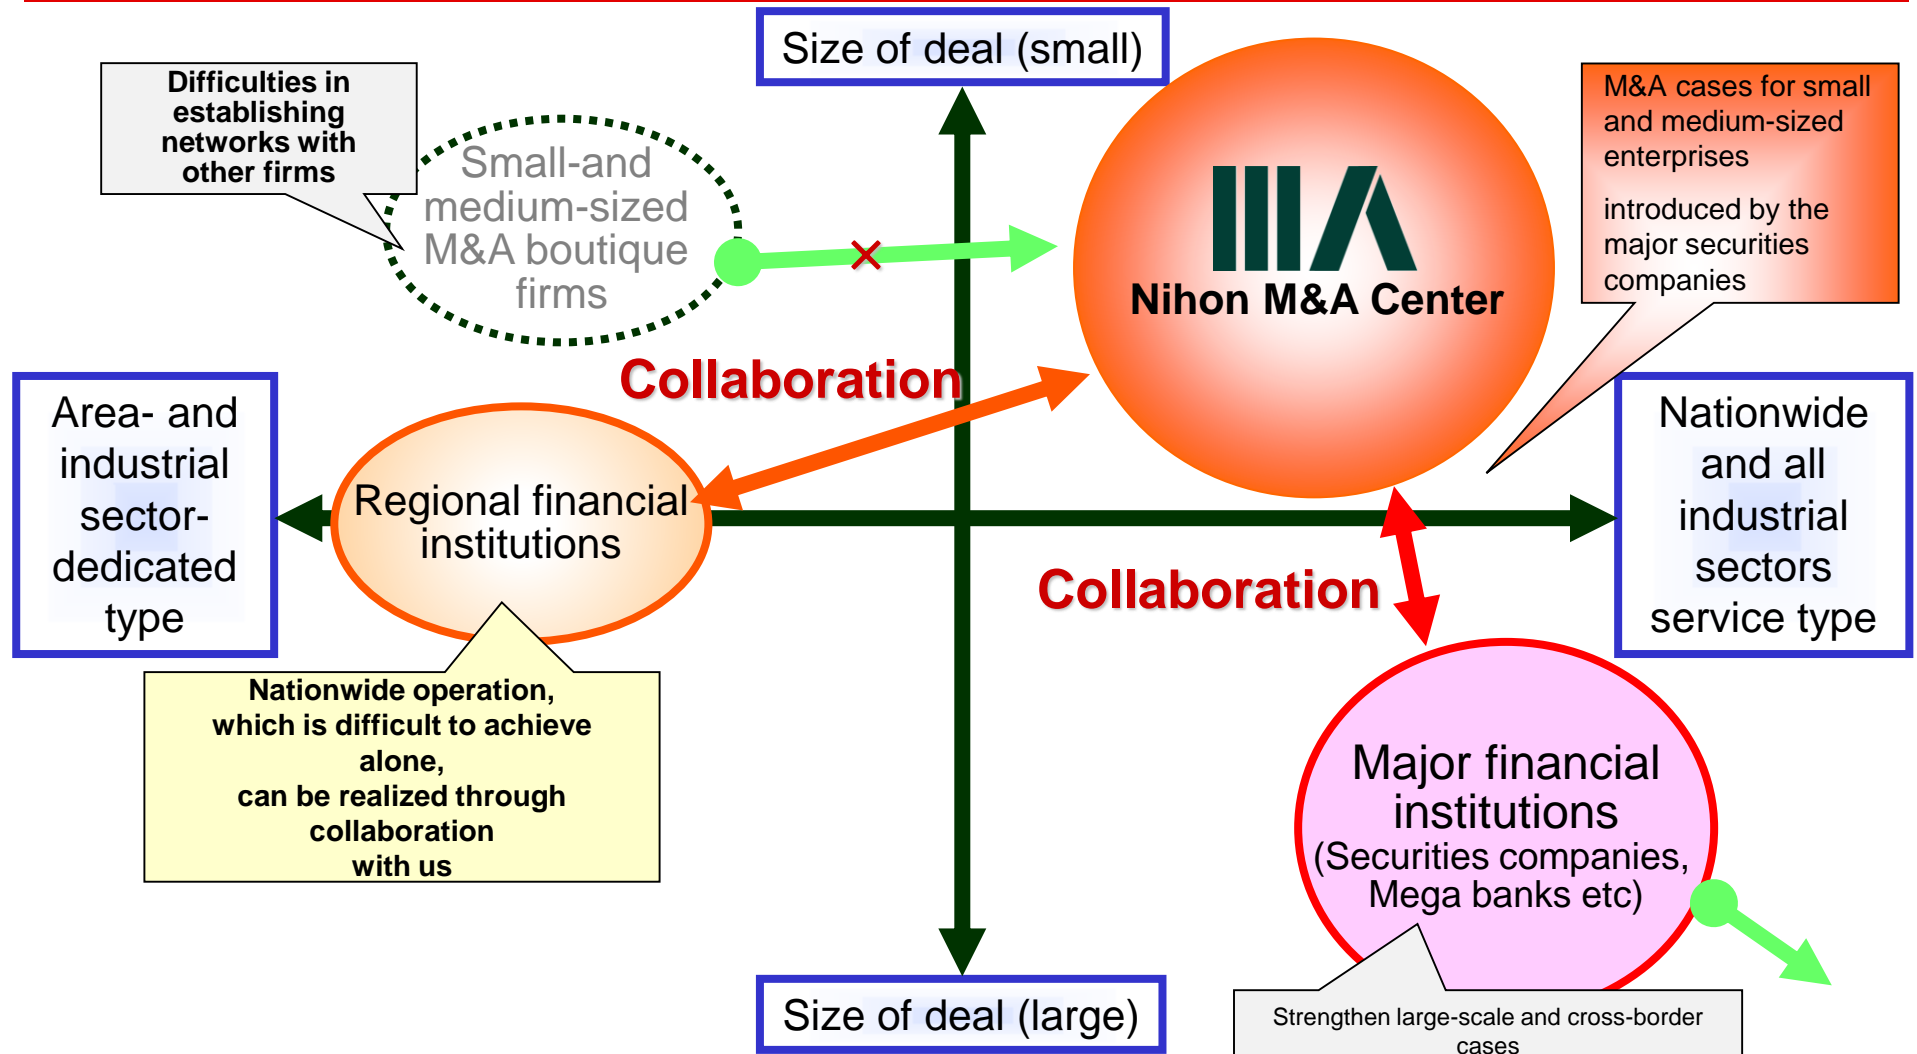 Size of deal (small)
Difficulties in
establishing
networks with
other firms
Small-and
medium-sized
M&A boutique
firms
Nihon M&A Center
M&A cases for small
and medium-sized
enterprises
introduced by the
major securities
companies
Collaboration
Area- and
industrial
sector-
dedicated
type
Regional financial
institutions
Nationwide
and all
industrial
sectors
service type
Collaboration
Nationwide operation,
which is difficult to achieve
alone,
can be realized through
collaboration
with us
Major financial
institutions
(Securities companies,
Mega banks etc)
Size of deal (large)
Strengthen large-scale and cross-border
cases